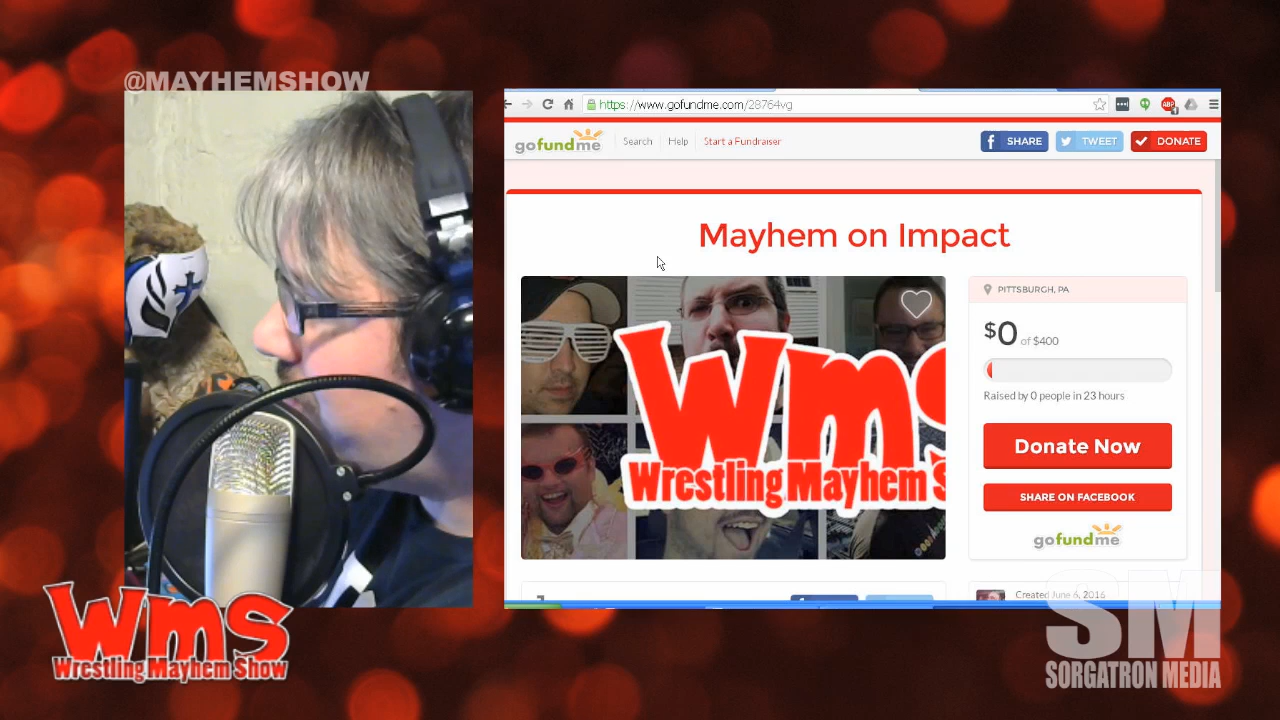 @MAYHEMSHOW
https://www.gofundme.com/28764vg
ABP
gofundme
Search
Help
Start a Fundraiser
f SHARE
TWEET
DONATE
Mayhem on Impact
WmS
Wrestling Mayhem S
PITTSBURGH, PA
$0 of $400
Raised by 0 people in 23 hours
Donate Now
SHARE ON FACEBOOK
gofundme
Created June 6, 2016
WmS
Wrestling Mayhem Show
SM
SORGATRON MEDIA